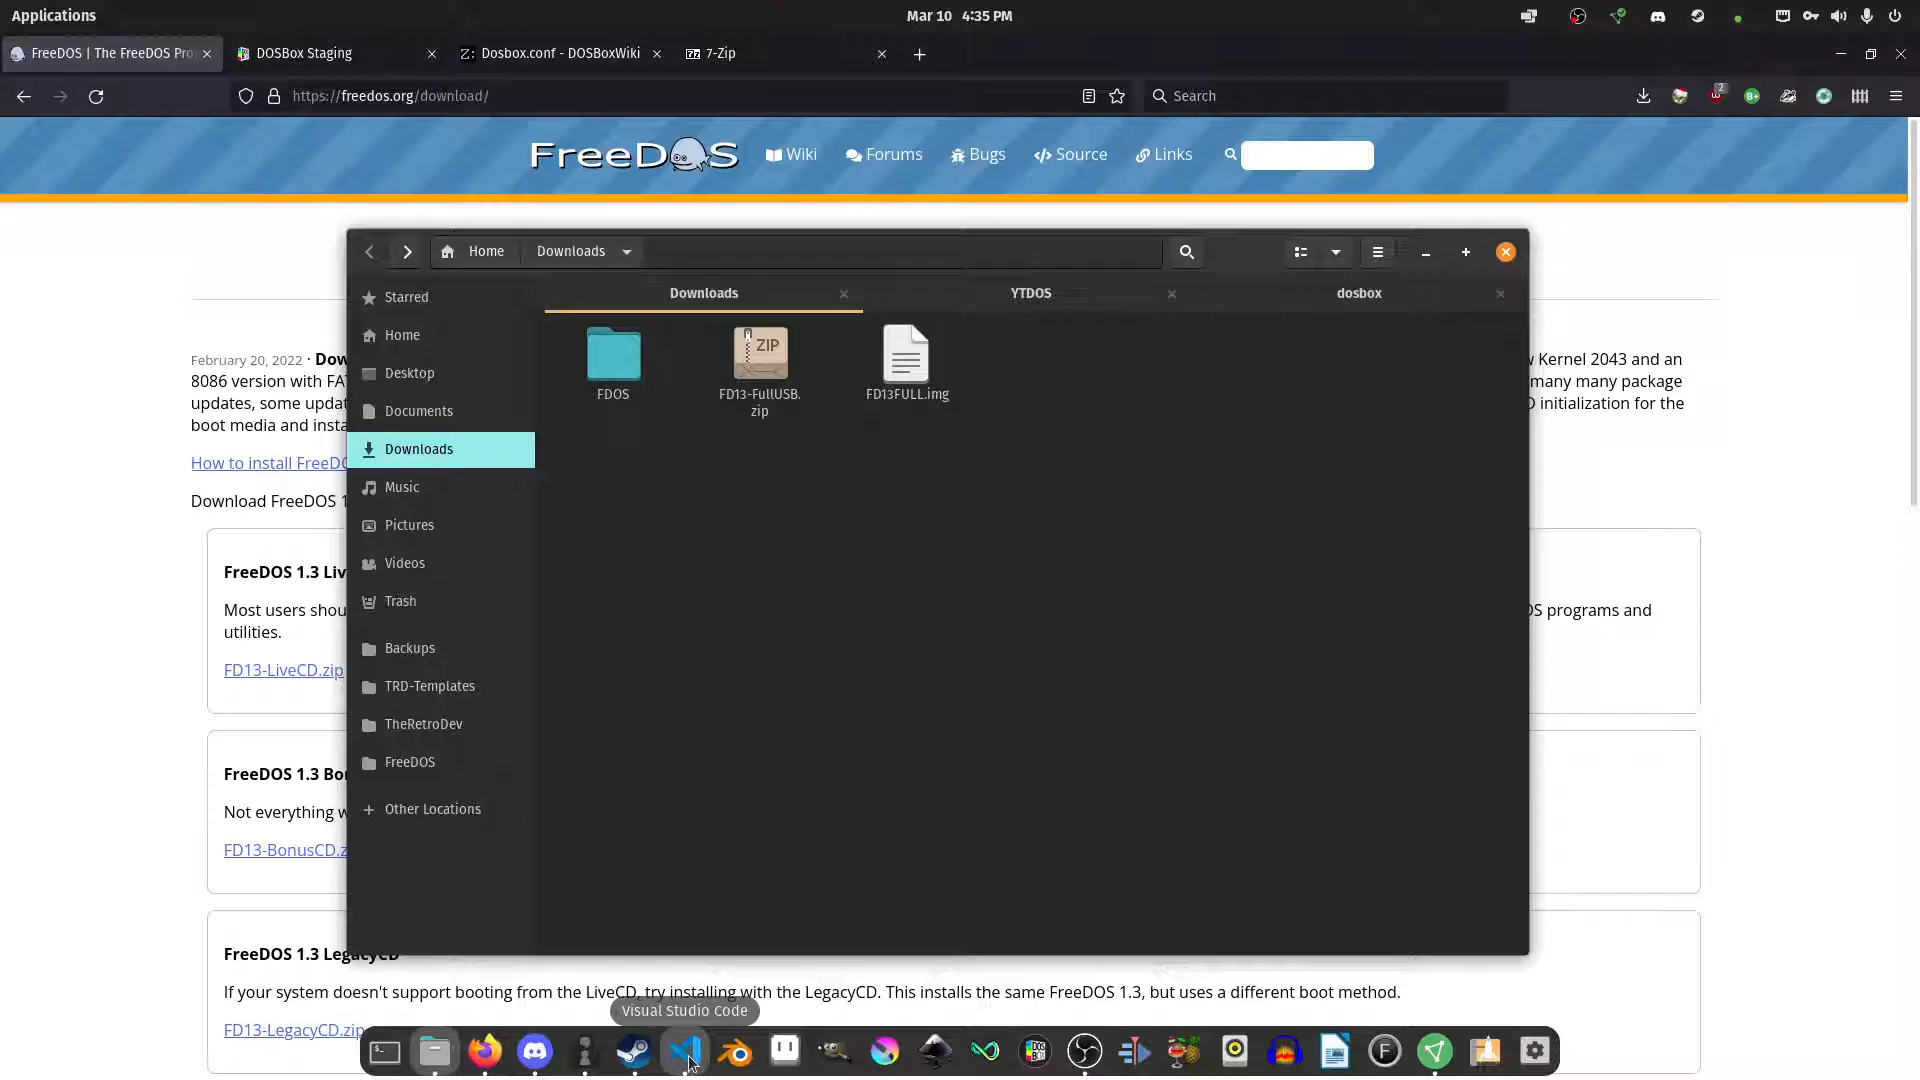 Applications
Mar 10 4:35 PM
FreeDOS | The FreeDOS Pro
DOSBox Staging
Z: Dosbox.conf - DOSBoxWiki
7-Zip
https://freedos.org/download/
Search
2
FreeDOS
Wiki
Forums
Bugs
Source
Links
Home
Downloads
Downloads
YTDOS
dosbox
Starred
Home
Desktop
Documents
Downloads
Music
Pictures
Videos
Trash
Backups
TRD-Templates
TheRetroDev
FreeDOS
Other Locations
ZIP
FDOS
FD13-FullUSB.
zip
FD13FULL.img
February 20, 2022 · Dow
Kernel 2043 and an
8086 version with FA
many many package
updates, some updat
initialization for the
boot media and insta
How to install FreeDO
Download FreeDOS 1
FreeDOS 1.3 Liv
Most users shou
OS programs and
utilities.
FD13-LiveCD.zip
FreeDOS 1.3 Bo
Not everything w
FD13-BonusCD.z
FreeDOS 1.3 LegacyCD
If your system doesn't support booting from the LiveCD, try installing with the LegacyCD. This installs the same FreeDOS 1.3, but uses a different boot method.
FD13-LegacyCD.zip
Visual Studio Code